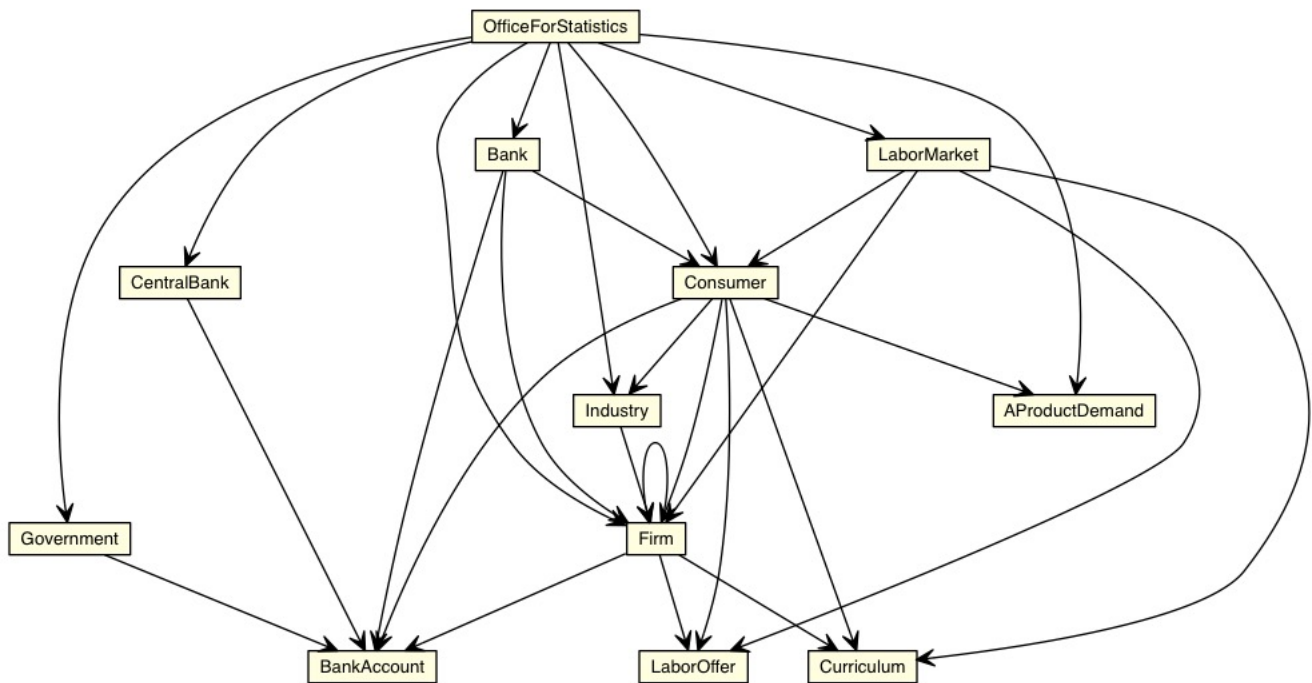 OfficeForStatistics
Bank
LaborMarket
CentralBank
Consumer
Industry
AProductDemand
Government
Firm
BankAccount
LaborOffer
Curriculum